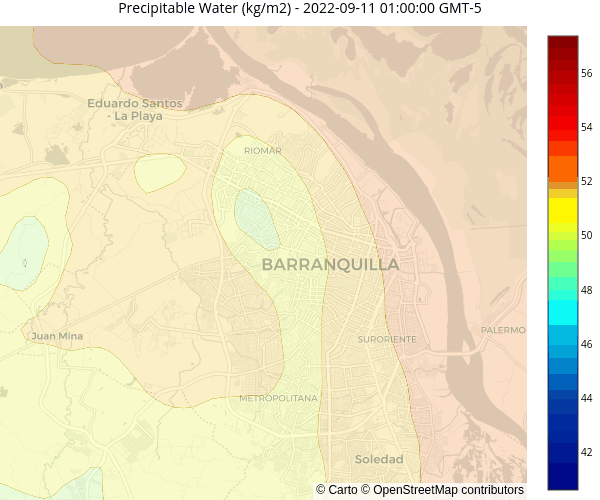 Precipitable Water (kg/m2) - 2022-09-11 01:00:00 GMT-5
Eduardo Santos
- La Playa
RIOMAR
BARRANQUILLA
Juan Mina
SURORIENTE
PALERMO
METROPOLITANA
Soledad
© Carto © OpenStreetMap contributors
56
54
52
50
48
46
44
42